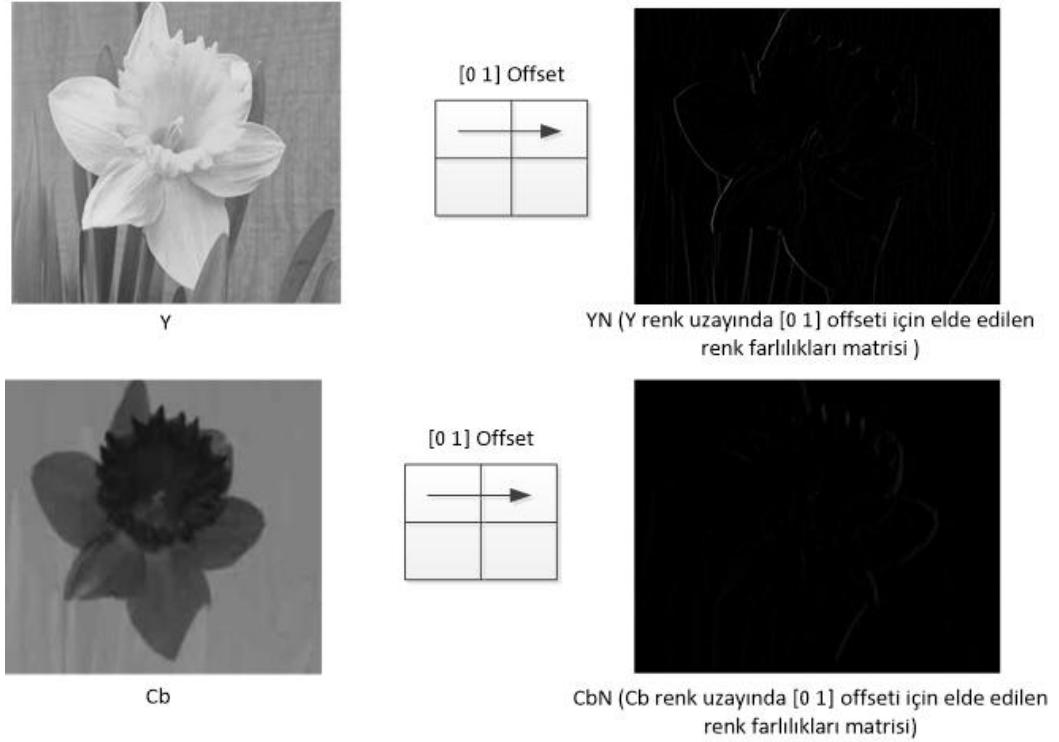 [0 1] Offset
Y
YN (Y renk uzayında [0 1] offseti için elde edilen
renk farlılıkları matrisi )
[0 1] Offset
Cb
CbN (Cb renk uzayında [0 1] offseti için elde edilen
renk farlılıkları matrisi)